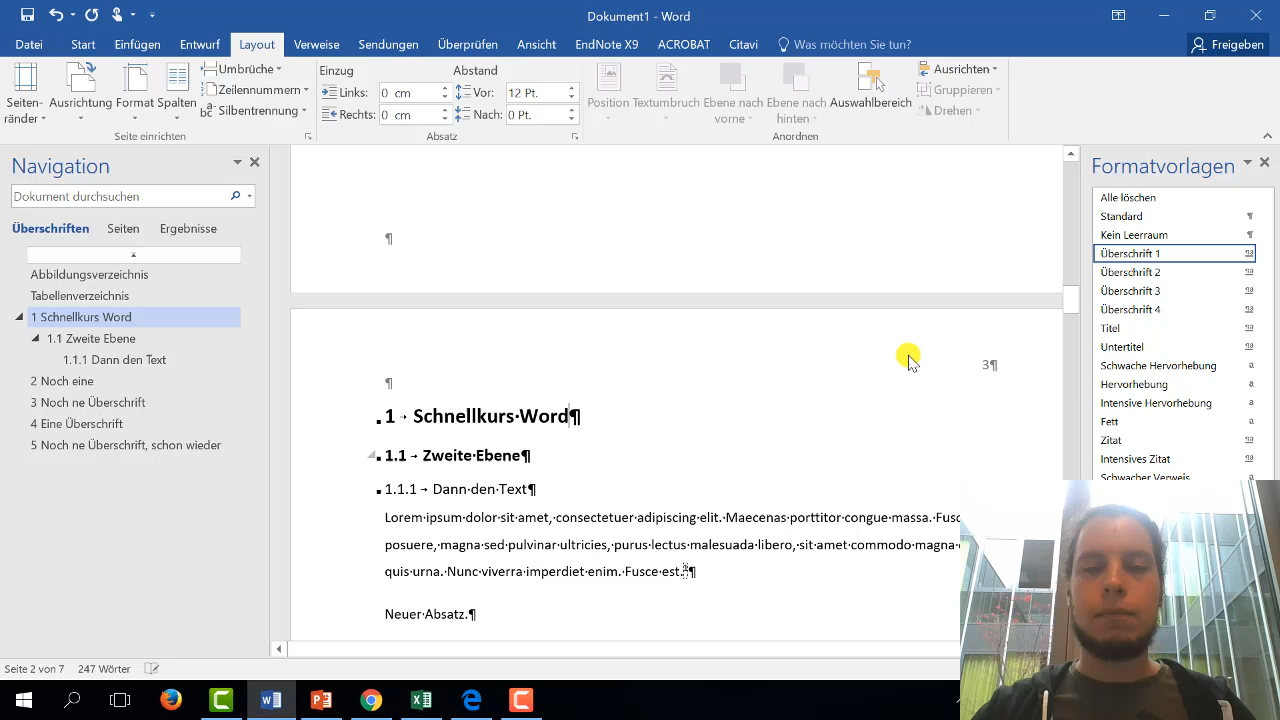 Dokument1 - Word
Datei Start Einfügen Entwurf Layout Verweise Sendungen Überprüfen Ansicht EndNote X9 ACROBAT Citavi Was möchten Sie tun? Freigeben
Seiten-
ränder
Ausrichtung
Format
Spalten
Umbrüche
Zeilennummern
Silbentrennung
Seite einrichten
Einzug
Links: 0 cm
Rechts: 0 cm
Abstand
Vor: 12 Pt.
Nach: 0 Pt.
Absatz
Position
Textumbruch
Ebene nach
vorne
Ebene nach
hinten
Auswahlbereich
Ausrichten
Gruppieren
Drehen
Anordnen
Navigation
Dokument durchsuchen
Überschriften Seiten Ergebnisse
Abbildungsverzeichnis
Tabellenverzeichnis
1 Schnellkurs Word
1.1 Zweite Ebene
1.1.1 Dann den Text
2 Noch eine
3 Noch ne Überschrift
4 Eine Überschrift
5 Noch ne Überschrift, schon wieder
¶
3¶
¶
1→Schnellkurs·Word¶
1.1→Zweite·Ebene¶
1.1.1→Dann·den·Text¶
Lorem·ipsum·dolor·sit·amet,·consectetuer·adipiscing·elit.·Maecenas·porttitor·congue·massa.·Fusc
posuere,·magna·sed·pulvinar·ultricies,·purus·lectus·malesuada·libero,·sit·amet·commodo·magna·
quis·urna.·Nunc·viverra·imperdiet·enim.·Fusce·est.¶
Neuer·Absatz.¶
Formatvorlagen
Alle löschen
Standard ¶
Kein Leerraum ¶
Überschrift 1
Überschrift 2
Überschrift 3
Überschrift 4
Titel
Untertitel
Schwache Hervorhebung
Hervorhebung
Intensive Hervorhebung
Fett
Zitat
Intensives Zitat
Schwacher Verweis
Seite 2 von 7 247 Wörter